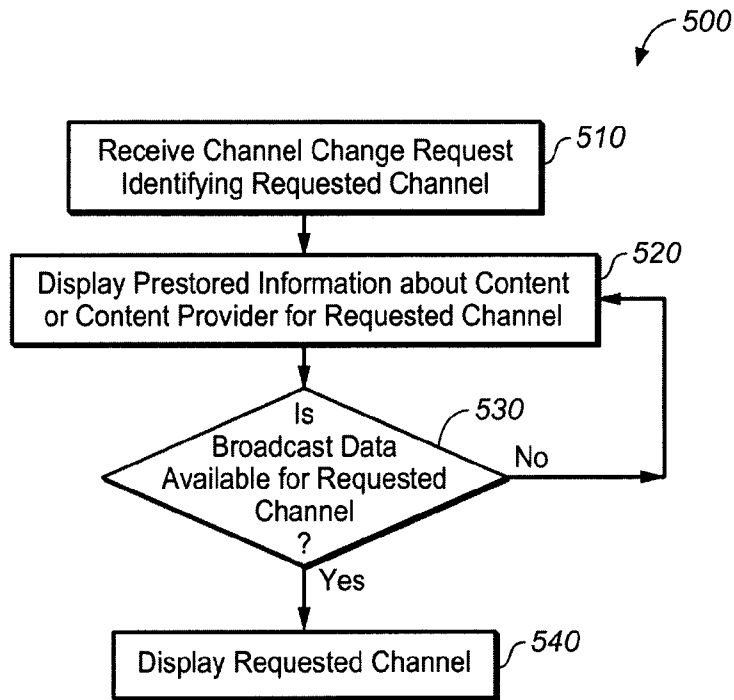 500
Receive Channel Change Request
Identifying Requested Channel
510
Display Prestored Information about Content
or Content Provider for Requested Channel
520
Is
Broadcast Data
Available for Requested
Channel
?
530
No
Yes
Display Requested Channel
540